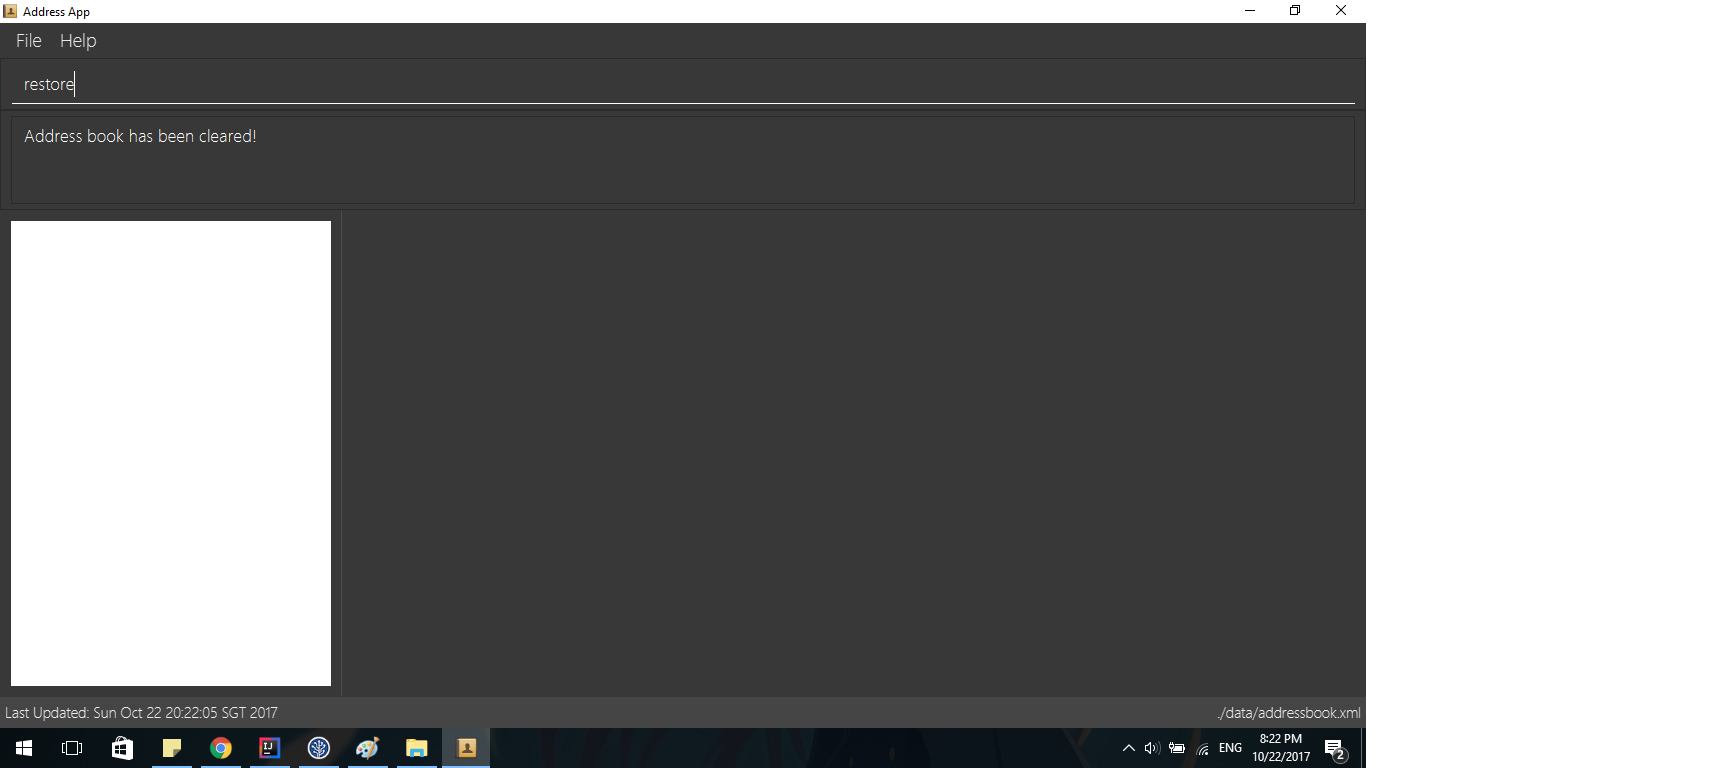 Address App
File Help
restore
Address book has been cleared!
Last Updated: Sun Oct 22 20:22:05 SGT 2017
./data/addressbook.xml
IJ
ENG
8:22 PM
10/22/2017
2